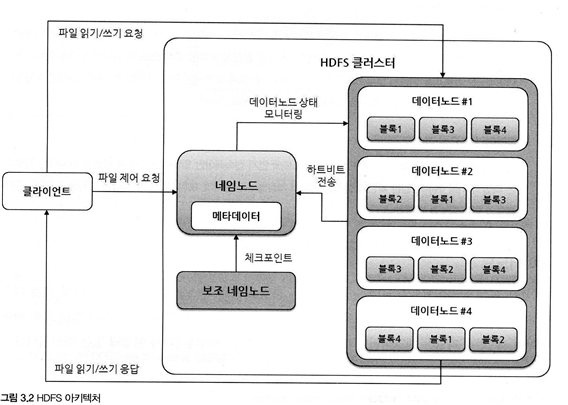 파일 읽기/쓰기 요청
HDFS 클러스터
데이터노드 상태
모니터링
데이터노드 #1
블록1 블록3 블록4
클라이언트
파일 제어 요청
네임노드
메타데이터
하트비트
전송
데이터노드 #2
블록2 블록1 블록3
체크포인트
보조 네임노드
데이터노드 #3
블록3 블록2 블록4
데이터노드 #4
블록4 블록1 블록2
파일 읽기/쓰기 응답
그림 3.2 HDFS 아키텍처